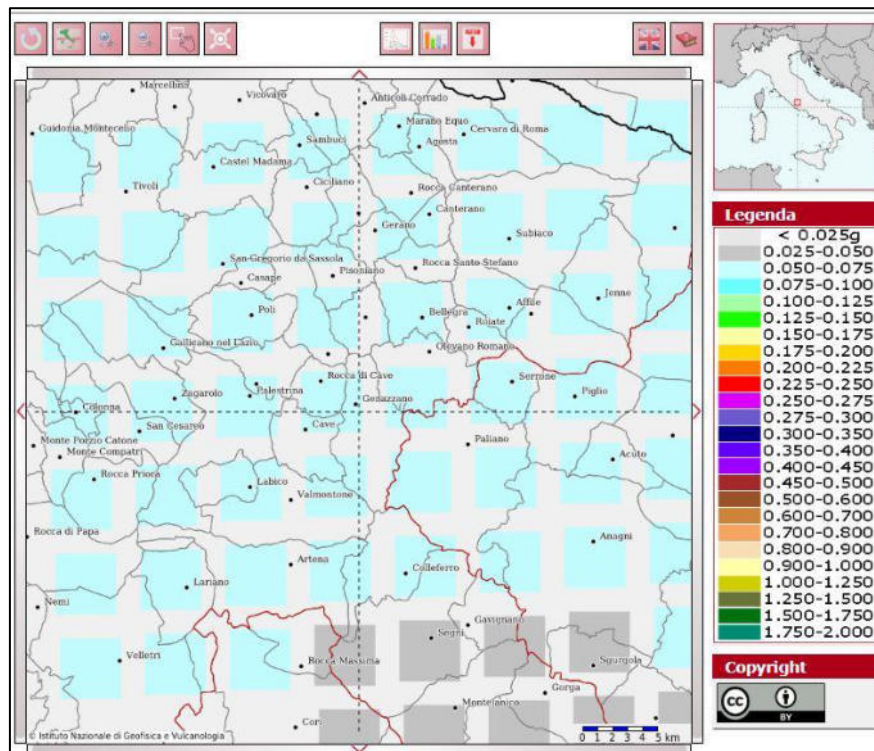 Marcellina
Vicovaro
Anticoli Corrado
Guidonia Montecelio
Marano Equo
Cervara di Roma
Sambuci
Agosta
Castel Madama
Tivoli
Ciciliano
Rocca Canterano
Canterano
Gerano
Subiaco
San Gregorio da Sassola
Pisoniano
Rocca Santo Stefano
Casape
Jenne
Poli
Bellegra
Affile
Roiate
Gallicano nel Lazio
Olevano Romano
Rocca di Cave
Serrone
Zagarolo
Palestrina
Genazzano
Piglio
Colonna
San Cesareo
Cave
Monte Porzio Catone
Monte Compatri
Paliano
Acuto
Rocca Priora
Labico
Valmontone
Rocca di Papa
Anagni
Artena
Colleferro
Lariano
Nemi
Gavignano
Segni
Velletri
Rocca Massima
Sgurgola
Gorga
Montelanico
Cori
© Istituto Nazionale di Geofisica e Vulcanologia
0 1 2 3 4 5 km
Legenda
< 0.025g
0.025-0.050
0.050-0.075
0.075-0.100
0.100-0.125
0.125-0.150
0.150-0.175
0.175-0.200
0.200-0.225
0.225-0.250
0.250-0.275
0.275-0.300
0.300-0.350
0.350-0.400
0.400-0.450
0.450-0.500
0.500-0.600
0.600-0.700
0.700-0.800
0.800-0.900
0.900-1.000
1.000-1.250
1.250-1.500
1.500-1.750
1.750-2.000
Copyright
cc
BY